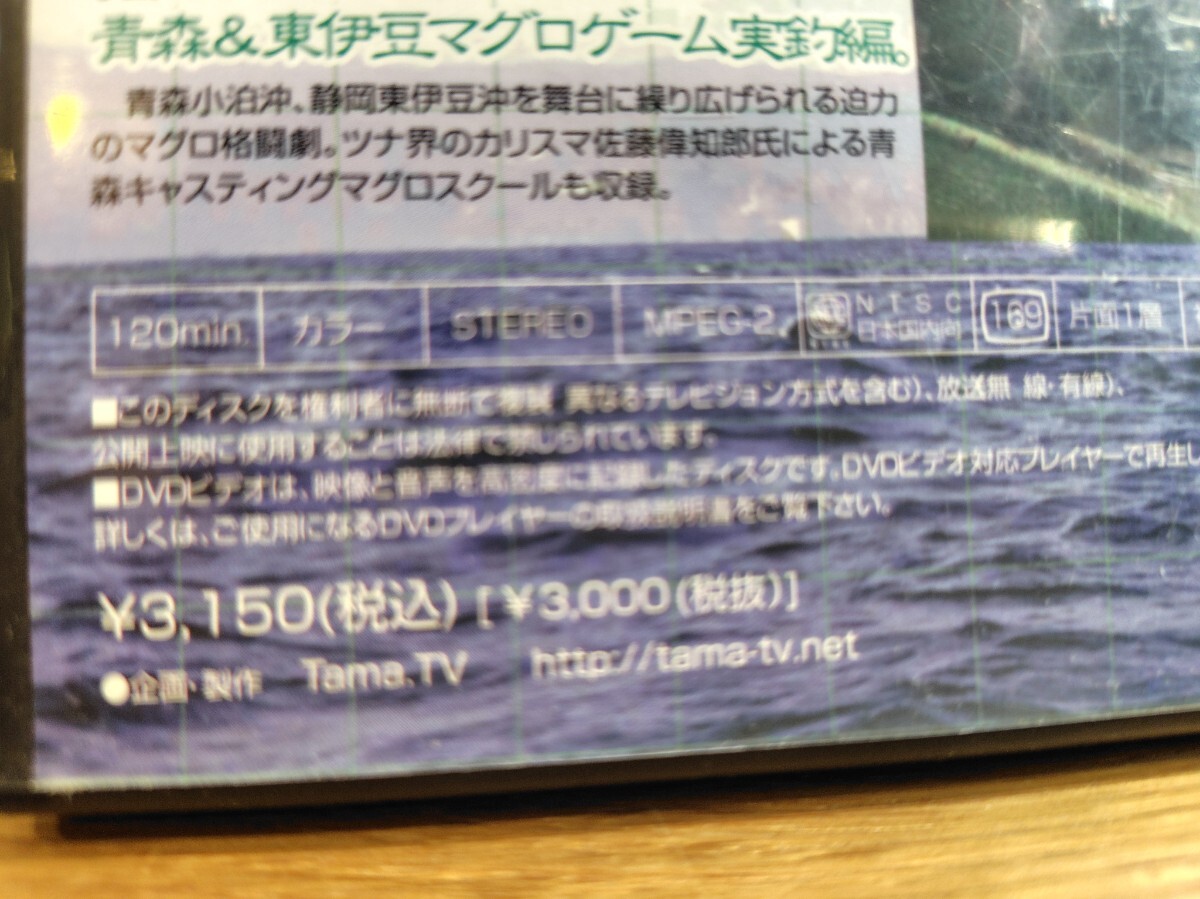 青森&東伊豆マグロゲーム実釣編。
青森小泊沖、静岡東伊豆沖を舞台に繰り広げられる迫力
のマグロ格闘劇。ツナ界のカリスマ佐藤偉知郎氏による青
森キャスティングマグロスクールも収録。
120min. カラー STEREO MPEG-2 NTSC 日本国内向 16:9 片面1層
■このディスクを権利者に無断で複製 異なるテレビジョン方式を含む)、放送無 線・有線)、
公開上映に使用することは法律で禁じられています。
■DVDビデオは、映像と音声を高密度に記録したディスクです。DVDビデオ対応プレイヤーで再生し
詳しくは、ご使用になるDVDプレイヤーの取扱説明書をご覧下さい。
¥3,150(税込) [¥3,000(税抜)]
●企画・製作 Tama.TV http://tama-tv.net